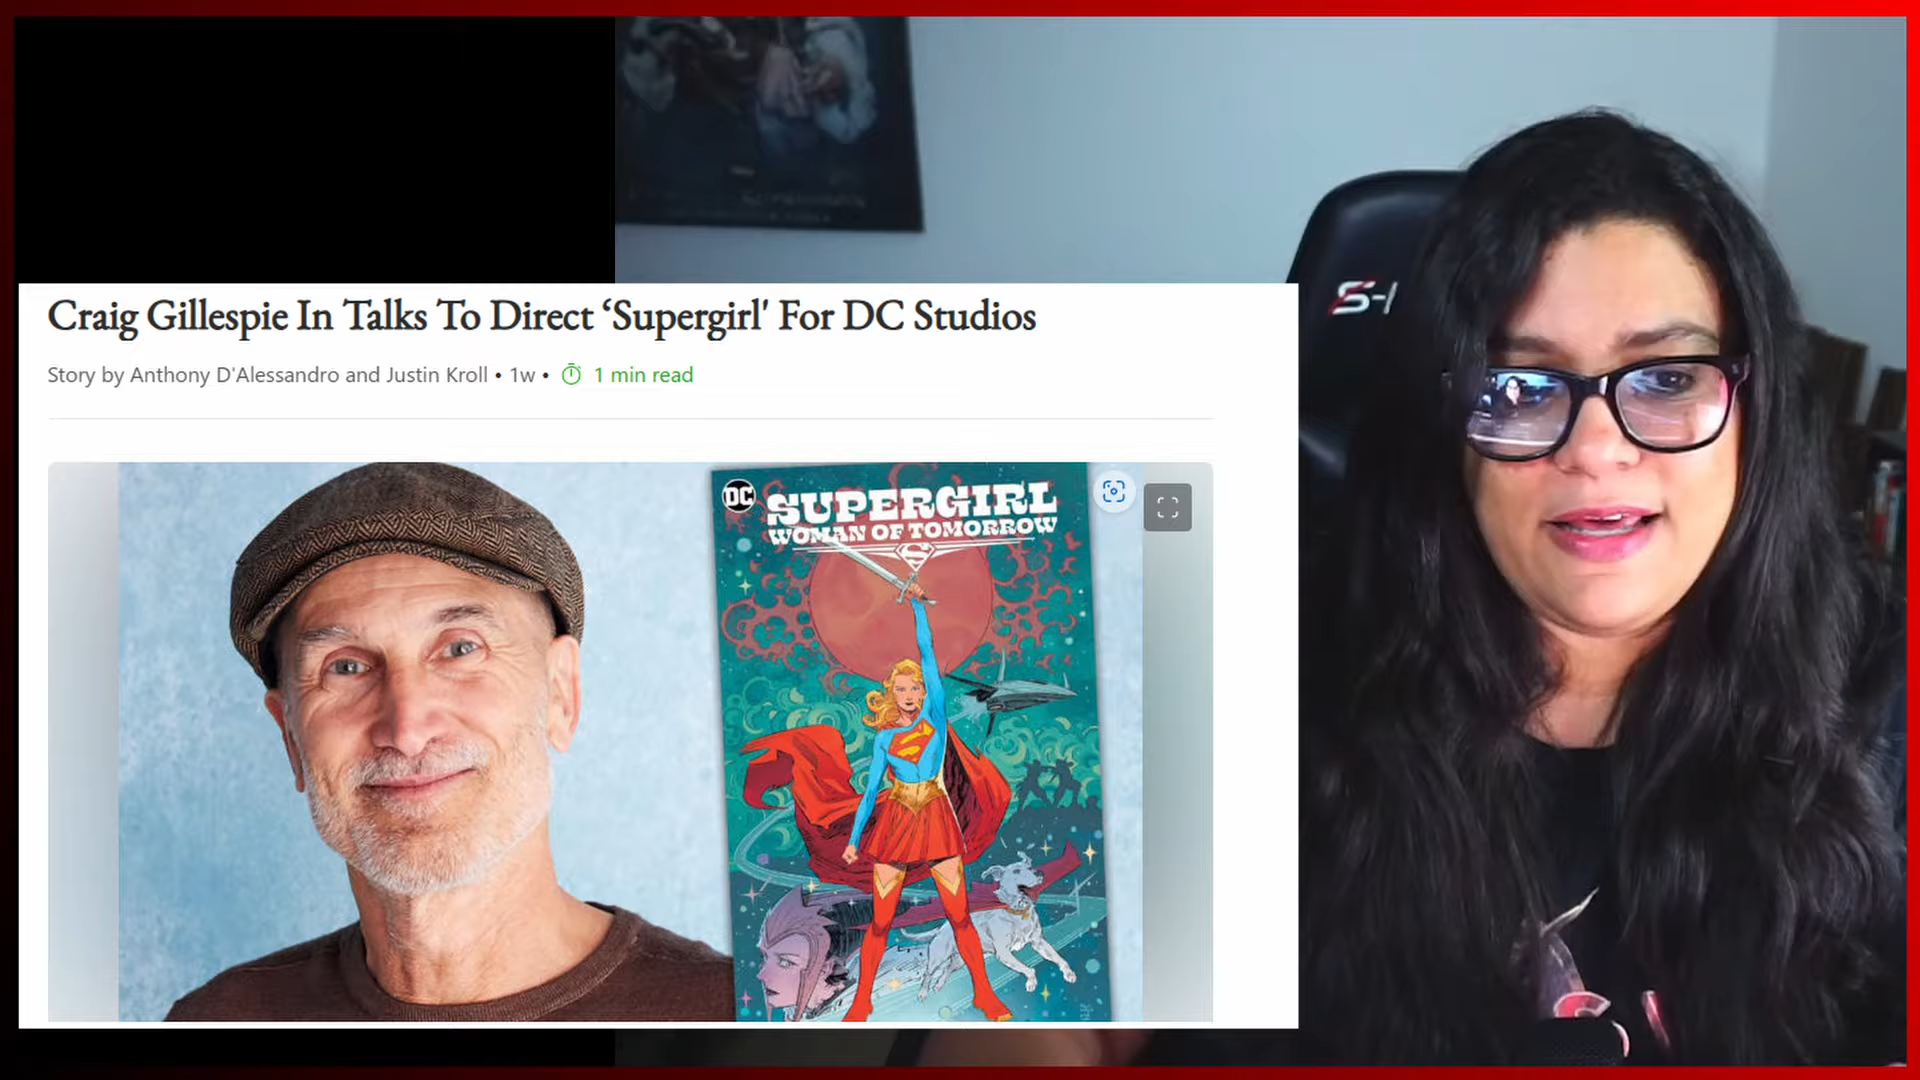 Craig Gillespie In Talks To Direct ‘Supergirl' For DC Studios
Story by Anthony D'Alessandro and Justin Kroll • 1w • 1 min read
DC
SUPERGIRL
WOMAN OF TOMORROW
S